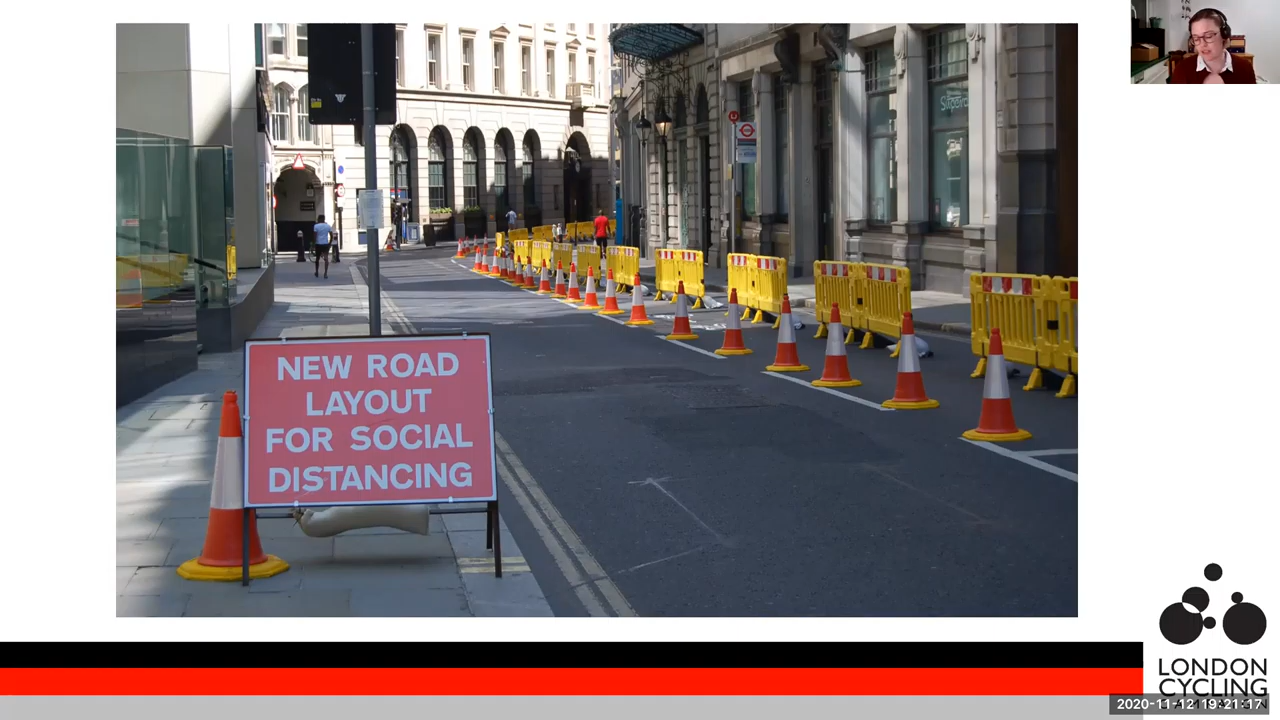 NEW ROAD
LAYOUT
FOR SOCIAL
DISTANCING
LONDON
CYCLING
2020-11-12 19:21:17